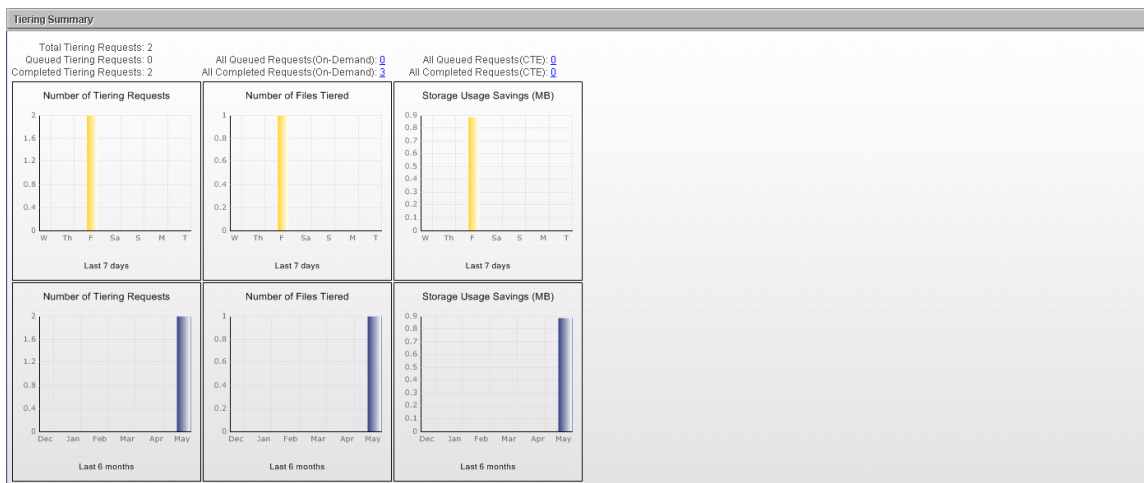 Tiering Summary
Total Tiering Requests: 2
Queued Tiering Requests: 0 All Queued Requests(On-Demand): 0 All Queued Requests(CTE): 0
Completed Tiering Requests: 2 All Completed Requests(On-Demand): 3 All Completed Requests(CTE): 0
Number of Tiering Requests
2
1.6
1.2
0.8
0.4
0
W Th F Sa S M T
Last 7 days
Number of Files Tiered
1
0.8
0.6
0.4
0.2
0
W Th F Sa S M T
Last 7 days
Storage Usage Savings (MB)
0.9
0.8
0.7
0.6
0.5
0.4
0.3
0.2
0.1
0
W Th F Sa S M T
Last 7 days
Number of Tiering Requests
2
1.6
1.2
0.8
0.4
0
Dec Jan Feb Mar Apr May
Last 6 months
Number of Files Tiered
1
0.8
0.6
0.4
0.2
0
Dec Jan Feb Mar Apr May
Last 6 months
Storage Usage Savings (MB)
0.9
0.8
0.7
0.6
0.5
0.4
0.3
0.2
0.1
0
Dec Jan Feb Mar Apr May
Last 6 months